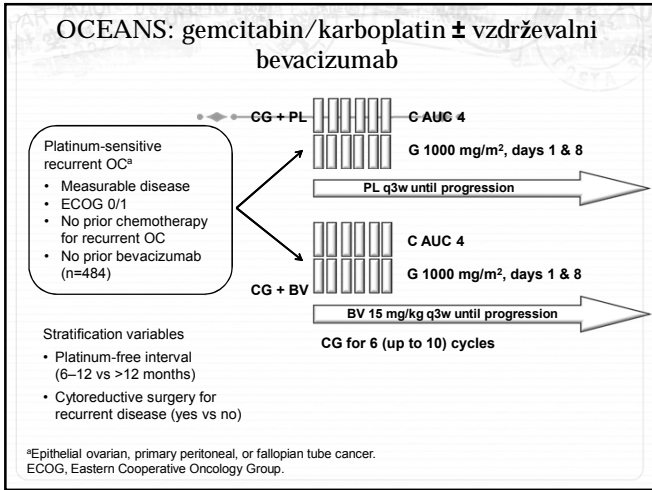 OCEANS: gemcitabin/karboplatin ± vzdrževalni
bevacizumab
CG + PL
C AUC 4
G 1000 mg/m², days 1 & 8
PL q3w until progression
Platinum-sensitive
recurrent OCᵃ
• Measurable disease
• ECOG 0/1
• No prior chemotherapy
for recurrent OC
• No prior bevacizumab
(n=484)
C AUC 4
G 1000 mg/m², days 1 & 8
CG + BV
BV 15 mg/kg q3w until progression
CG for 6 (up to 10) cycles
Stratification variables
• Platinum-free interval
(6–12 vs >12 months)
• Cytoreductive surgery for
recurrent disease (yes vs no)
ᵃEpithelial ovarian, primary peritoneal, or fallopian tube cancer.
ECOG, Eastern Cooperative Oncology Group.